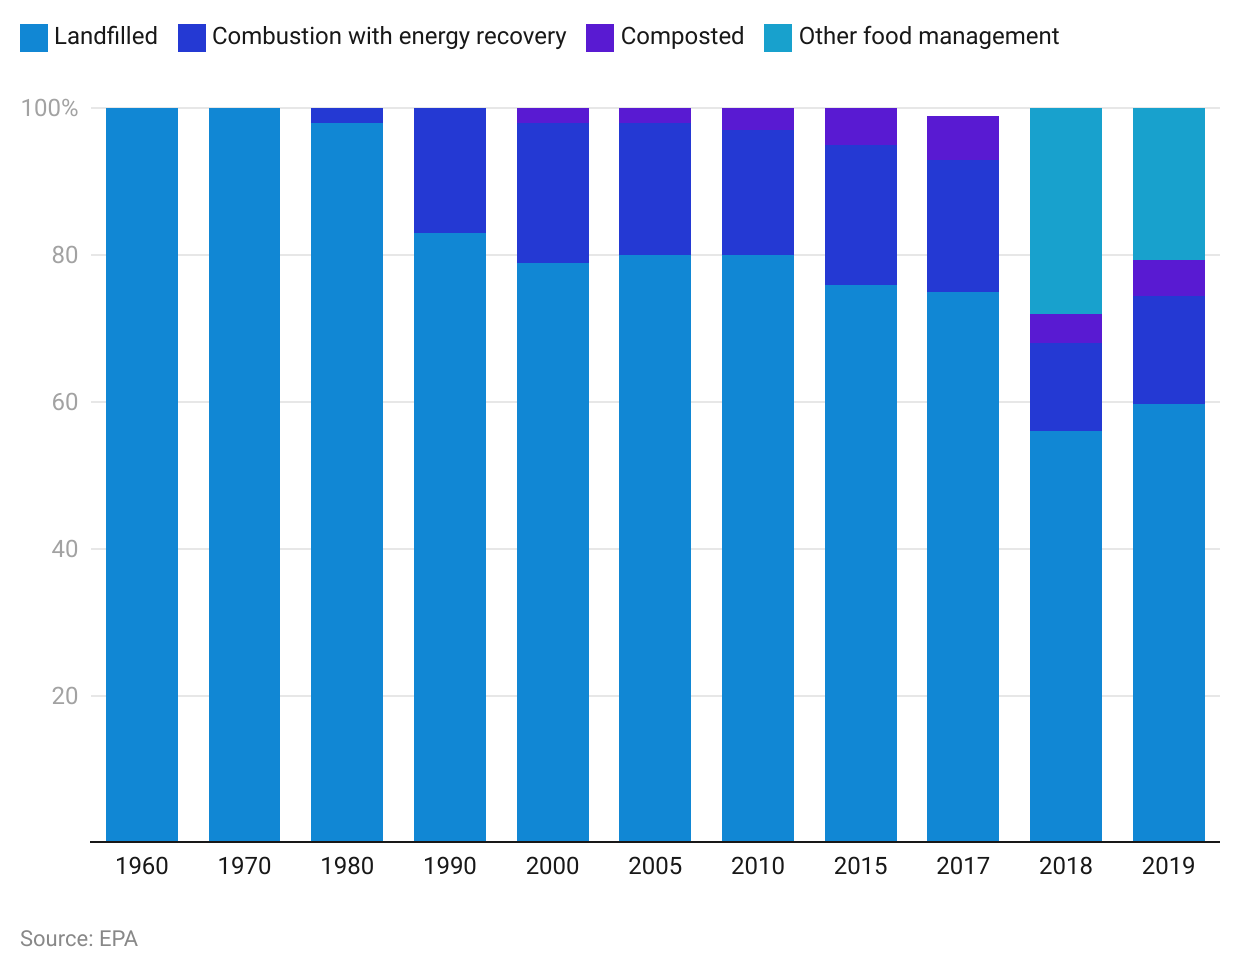 Landfilled Combustion with energy recovery Composted Other food management
100%
80
60
40
20
1960 1970 1980 1990 2000 2005 2010 2015 2017 2018 2019
Source: EPA